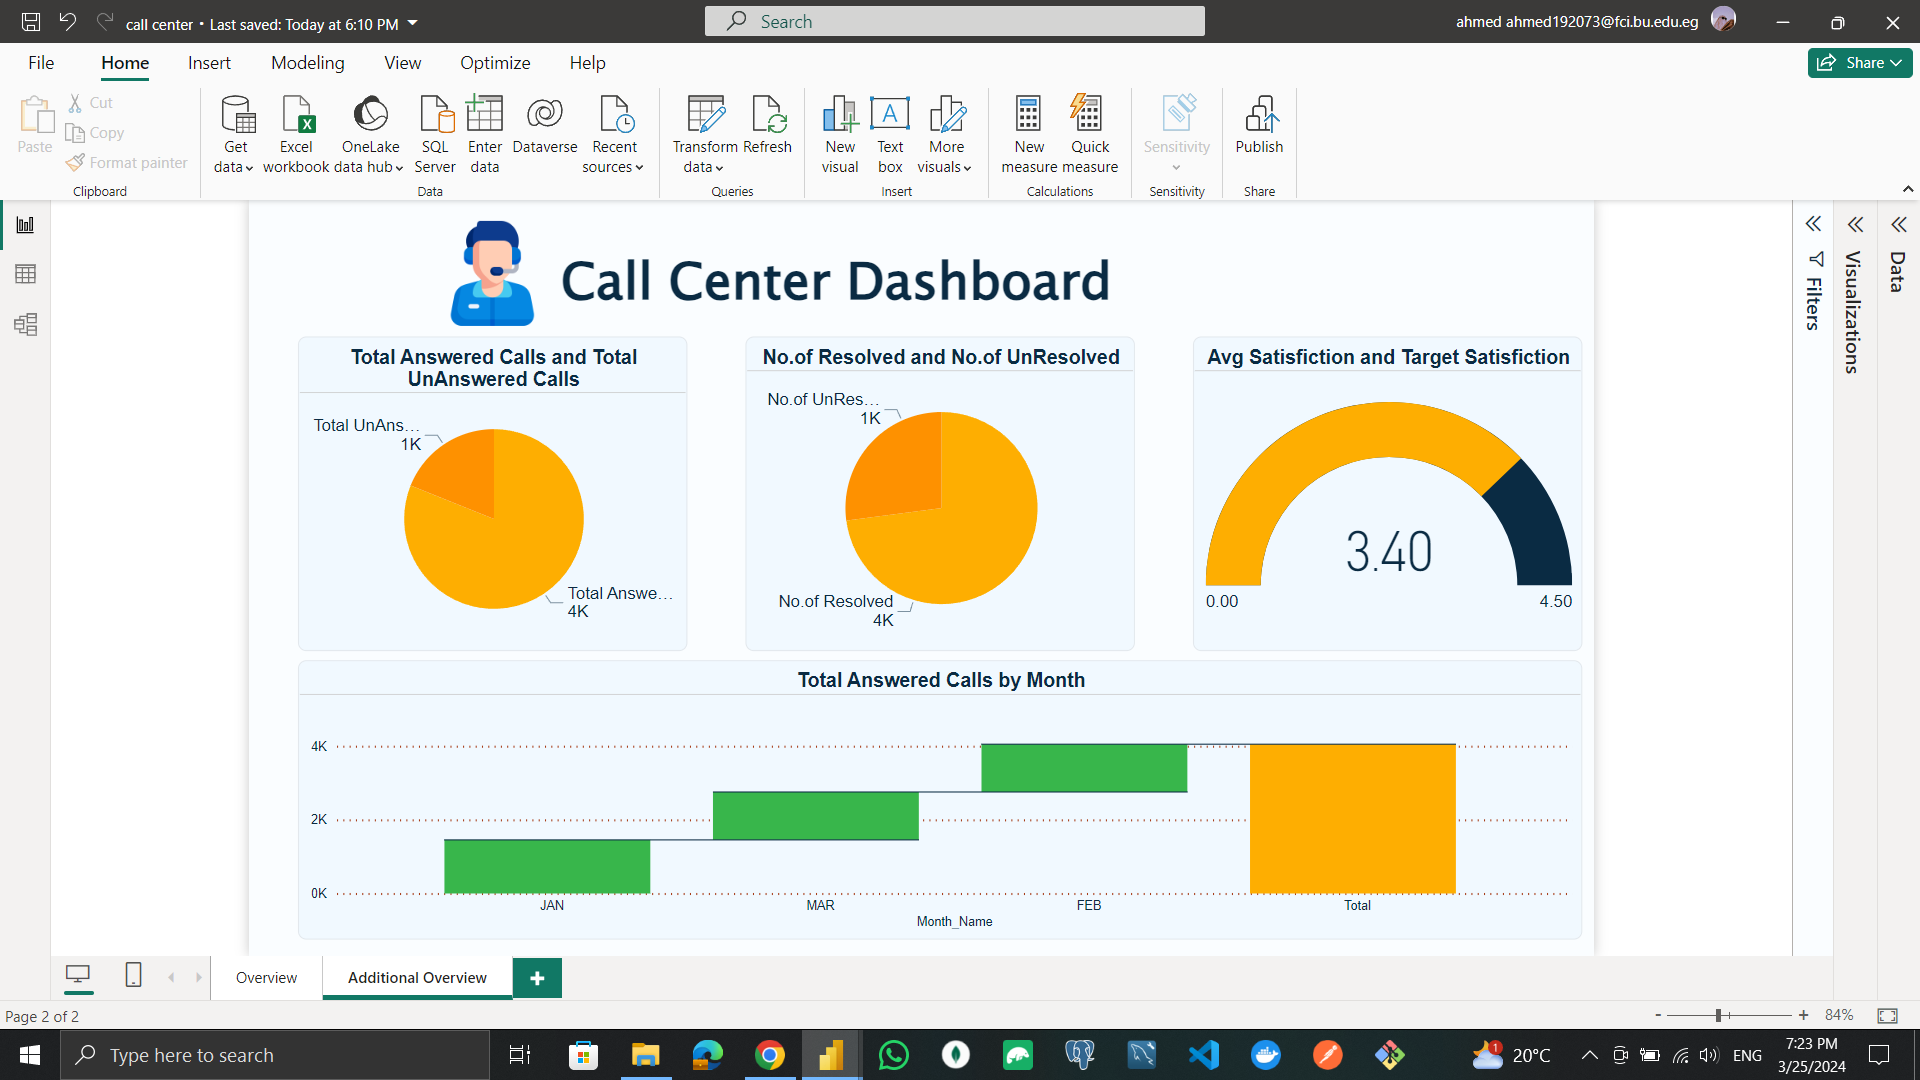 call center • Last saved: Today at 6:10 PM
Search
ahmed ahmed192073@fci.bu.edu.eg
File Home Insert Modeling View Optimize Help
Share
Paste
Cut
Copy
Format painter
Clipboard
Get data
Excel workbook
OneLake data hub
SQL Server
Enter data
Dataverse
Recent sources
Data
Transform data
Refresh
Queries
New visual
Text box
More visuals
Insert
New measure
Quick measure
Calculations
Sensitivity
Sensitivity
Publish
Share
Filters
Visualizations
Data
Call Center Dashboard
Total Answered Calls and Total
UnAnswered Calls
Total UnAns...
1K
Total Answe...
4K
No.of Resolved and No.of UnResolved
No.of UnRes...
1K
No.of Resolved
4K
Avg Satisfiction and Target Satisfiction
3.40
0.00
4.50
Total Answered Calls by Month
4K
2K
0K
JAN MAR FEB Total
Month_Name
Overview
Additional Overview
+
Page 2 of 2
- + 84%
Type here to search
1
20°C
ENG
7:23 PM
3/25/2024